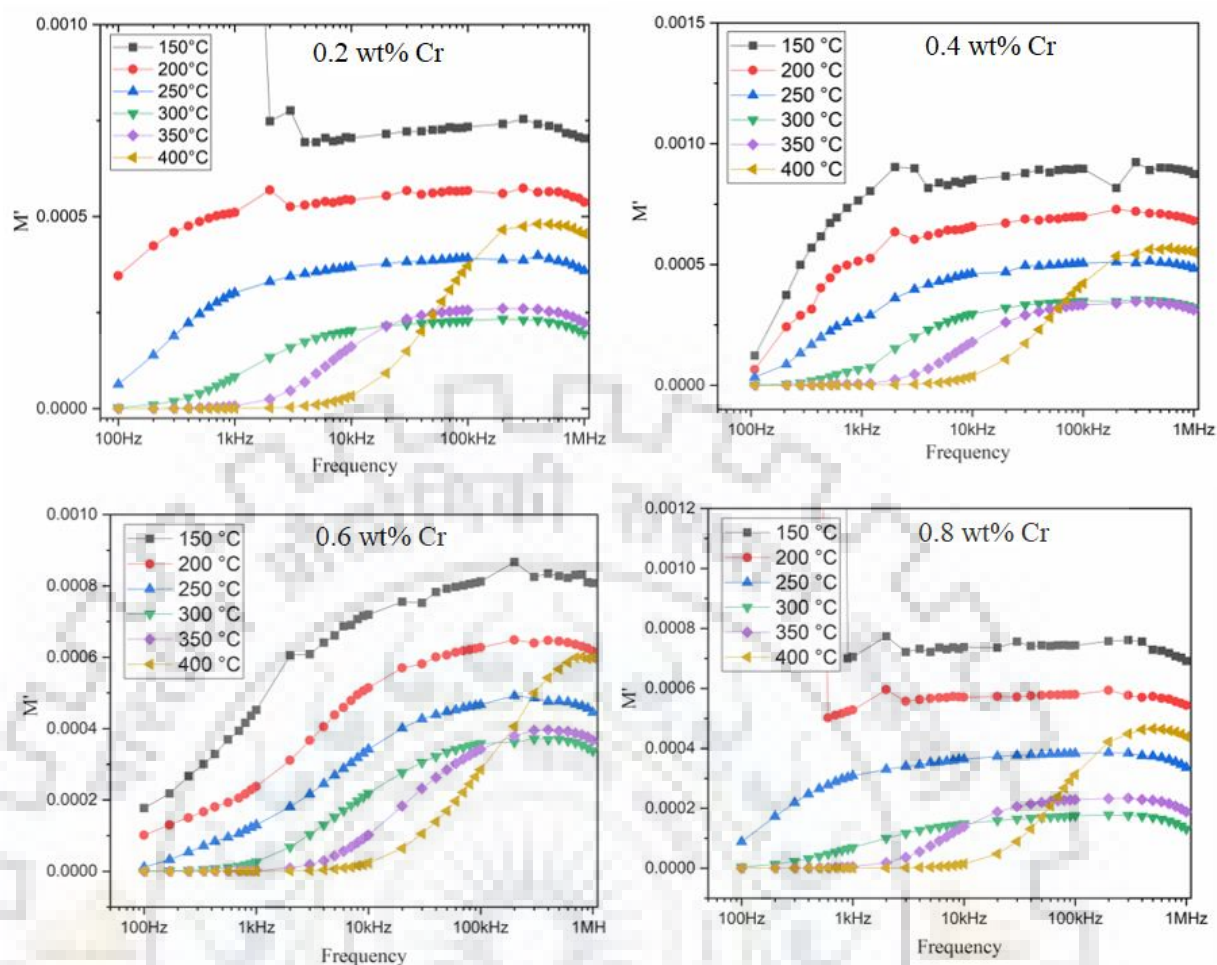 0.2 wt% Cr
150°C
200°C
250°C
300°C
350°C
400°C
0.0010
0.0005
0.0000
M'
100Hz 1kHz 10kHz 100kHz 1MHz
Frequency
0.4 wt% Cr
150 °C
200 °C
250 °C
300 °C
350 °C
400 °C
0.0015
0.0010
0.0005
0.0000
M'
100Hz 1kHz 10kHz 100kHz 1MHz
Frequency
0.6 wt% Cr
150 °C
200 °C
250 °C
300 °C
350 °C
400 °C
0.0010
0.0008
0.0006
0.0004
0.0002
0.0000
M'
100Hz 1kHz 10kHz 100kHz 1MHz
Frequency
0.8 wt% Cr
150 °C
200 °C
250 °C
300 °C
350 °C
400 °C
0.0012
0.0010
0.0008
0.0006
0.0004
0.0002
0.0000
M'
100Hz 1kHz 10kHz 100kHz 1MHz
Frequency